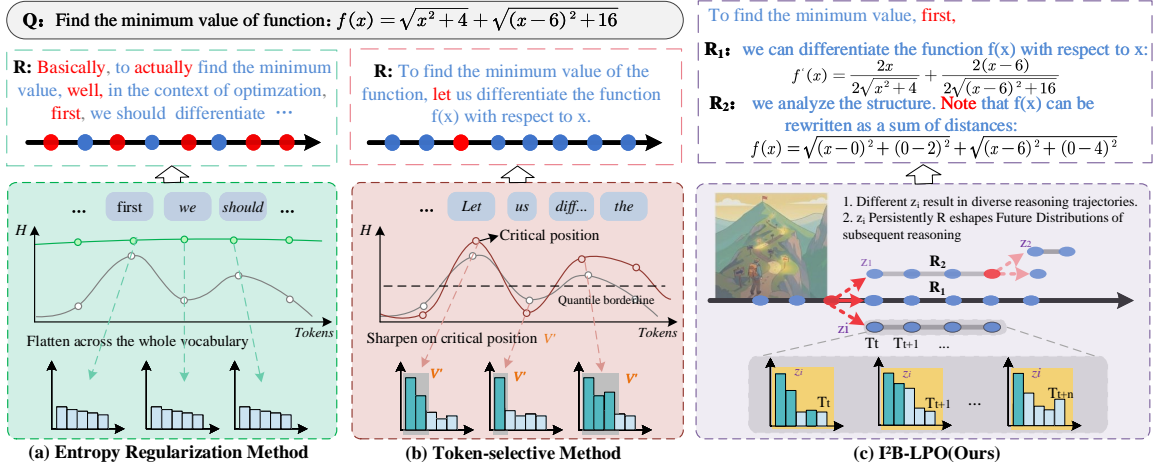 Q: Find the minimum value of function: f(x) = √(x² + 4) + √((x − 6)² + 16)
R: Basically, to actually find the minimum
value, well, in the context of optimzation,
first, we should differentiate ···
R: To find the minimum value of the
function, let us differentiate the function
f(x) with respect to x.
To find the minimum value, first,
R₁: we can differentiate the function f(x) with respect to x:
f′(x) = 2x / (2√(x² + 4)) + 2(x − 6) / (2√((x − 6)² + 16))
R₂: we analyze the structure. Note that f(x) can be
rewritten as a sum of distances:
f(x) = √((x − 0)² + (0 − 2)²) + √((x − 6)² + (0 − 4)²)
... first we should ...
H
Tokens
Flatten across the whole vocabulary
(a) Entropy Regularization Method
... Let us diff... the
H
Critical position
Quantile borderline
Tokens
Sharpen on critical position V'
V' V' V'
(b) Token-selective Method
1. Different zᵢ result in diverse reasoning trajectories.
2. zᵢ Persistently R eshapes Future Distributions of
subsequent reasoning
z₂
z₁ R₂
R₁
zi
Tt Tt+1 ...
zᵢ zᵢ zi
Tt Tt+1 ... Tt+n
(c) I²B-LPO(Ours)